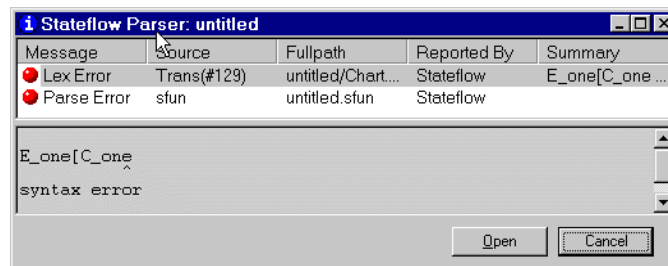 Stateflow Parser: untitled
Message Source Fullpath Reported By Summary
Lex Error Trans(#129) untitled/Chart.... Stateflow E_one[C_one ...
Parse Error sfun untitled.sfun Stateflow
E_one[C_one
^
syntax error
Open Cancel